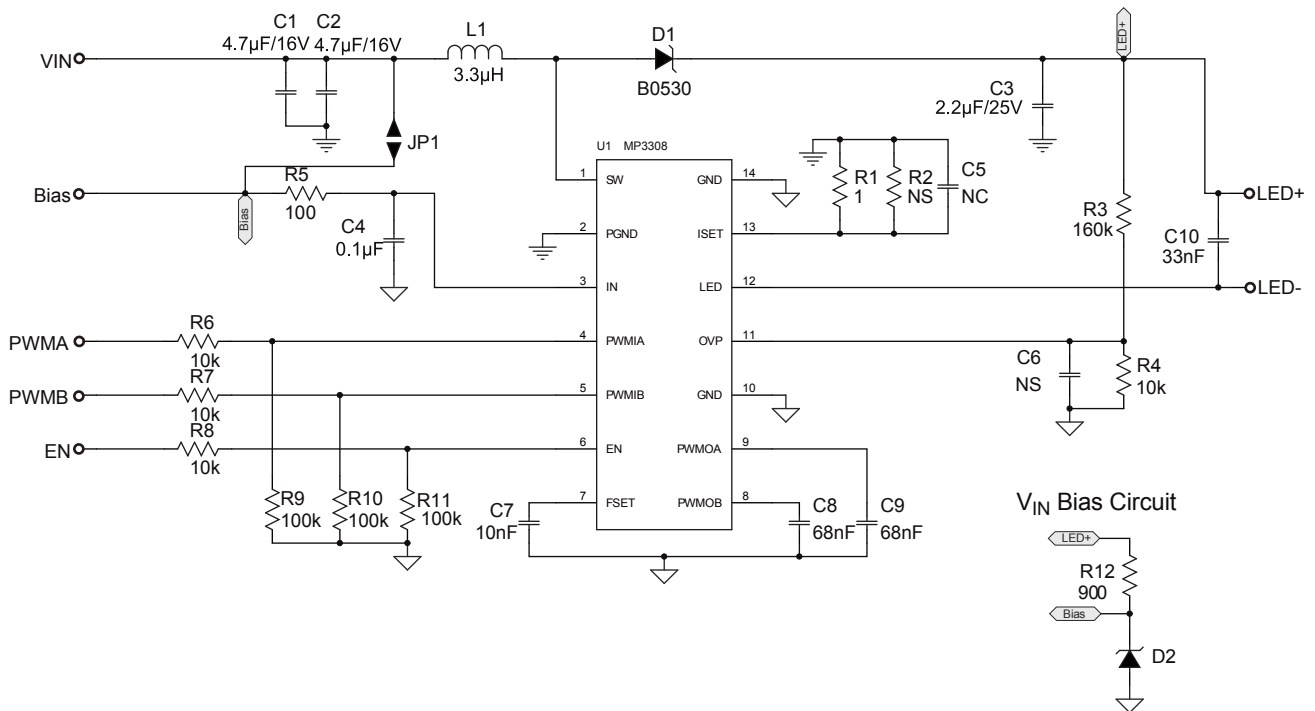 C1
C2
4.7µF/16V
4.7µF/16V
L1
3.3µH
D1
B0530
LED+
VIN
C3
2.2µF/25V
JP1
U1 MP3308
R5
100
Bias
Bias
C4
0.1µF
1
SW
GND
14
2
PGND
ISET
13
3
IN
LED
12
4
PWMIA
OVP
11
5
PWMIB
GND
10
6
EN
PWMOA
9
7
FSET
PWMOB
8
R1
1
R2
NS
C5
NC
R3
160k
LED+
C10
33nF
LED-
PWMA
R6
10k
PWMB
R7
10k
EN
R8
10k
C6
NS
R4
10k
R9
100k
R10
100k
R11
100k
C7
10nF
C8
68nF
C9
68nF
VIN Bias Circuit
LED+
R12
900
Bias
D2